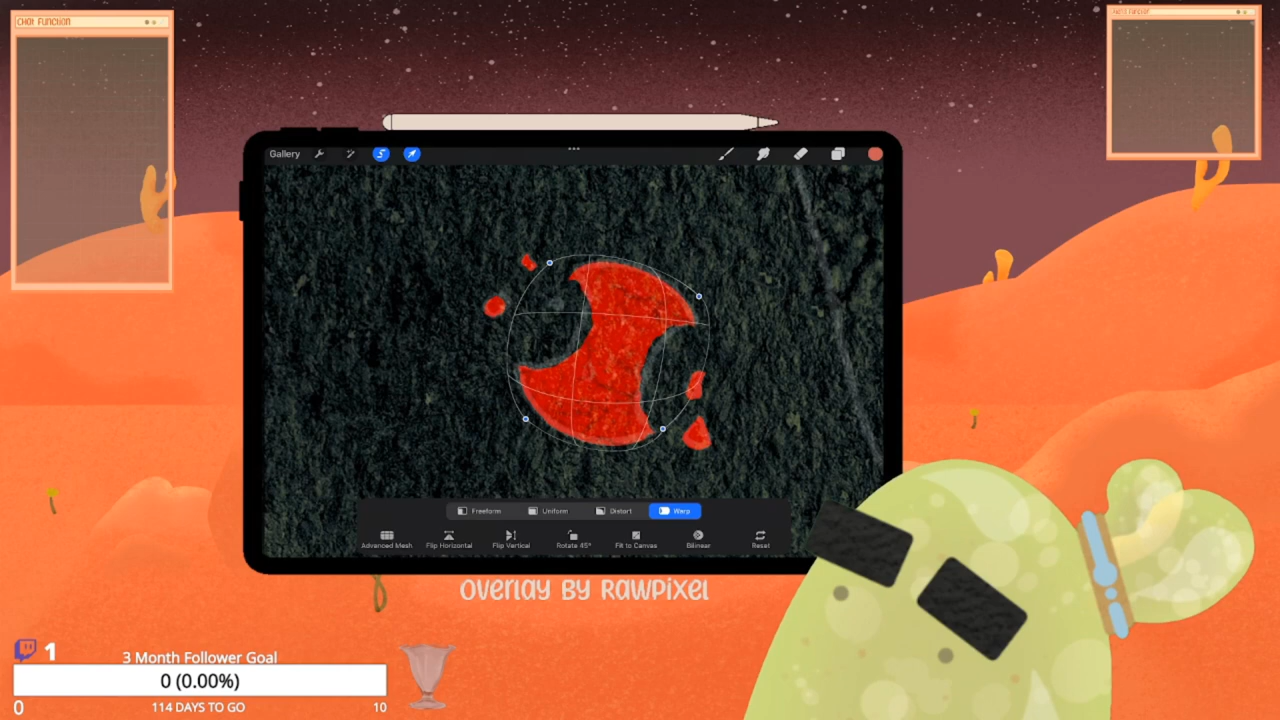 CHAT FUNCTION
Gallery
Freeform
Uniform
Distort
Warp
Advanced Mesh
Flip Horizontal
Flip Vertical
Rotate 45°
Fit to Canvas
Bilinear
Reset
OVERLAY BY RAWPIXEL
1
3 Month Follower Goal
0 (0.00%)
0
114 DAYS TO GO
10